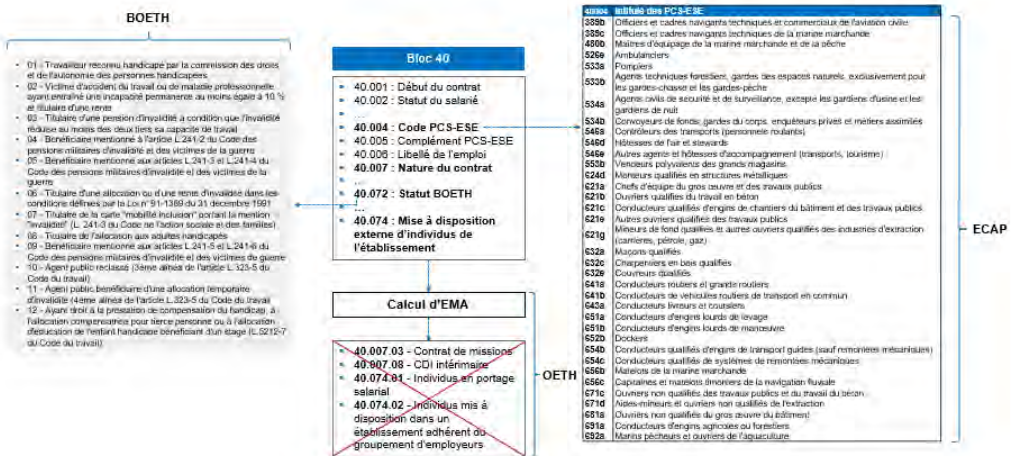 BOETH
01 - Travailleur reconnu handicapé par la commission des droits
et de l'autonomie des personnes handicapées
02 - Victime d'accident du travail ou de maladie professionnelle
ayant entraîné une incapacité permanente au moins égale à 10 %
et titulaire d'une rente
03 - Titulaire d'une pension d'invalidité à condition que l'invalidité
réduise au moins des deux tiers sa capacité de travail
04 - Bénéficiaire mentionné à l'article L.241-2 du Code des
pensions militaires d'invalidité et des victimes de la guerre
05 - Bénéficiaire mentionné aux articles L.241-3 et L.241-4 du
Code des pensions militaires d'invalidité et des victimes de la
guerre
06 - Titulaire d'une allocation ou d'une rente d'invalidité dans les
conditions définies par la Loi n° 91-1389 du 31 décembre 1991
07 - Titulaire de la carte "mobilité inclusion" portant la mention
"invalidité" (L. 241-3 du Code de l'action sociale et des familles)
08 - Titulaire de l'allocation aux adultes handicapés
09 - Bénéficiaire mentionné aux articles L.241-5 et L.241-6 du
Code des pensions militaires d'invalidité et des victimes de guerre
10 - Agent public reclassé (3ème alinéa de l'article L.323-5 du
Code du travail)
11 - Agent public bénéficiaire d'une allocation temporaire
d'invalidité (4ème alinéa de l'article L.323-5 du Code du travail
12 - Ayant droit à la prestation de compensation du handicap, à
l'allocation compensatrice pour tierce personne ou à l'allocation
d'éducation de l'enfant handicapé bénéficiant d'un stage (L.5212-7
du Code du travail)
Bloc 40
40.001 : Début du contrat
40.002 : Statut du salarié
...
....
40.004 : Code PCS-ESE
40.005 : Complément PCS-ESE
40.006 : Libellé de l'emploi
40.007 : Nature du contrat
...
40.072 : Statut BOETH
...
40.074 : Mise à disposition
externe d'individus de
l'établissement
Calcul d'EMA
40.007.03 - Contrat de missions
40.007.08 - CDI intérimaire
40.074.01 - Individus en portage
salarial
40.074.02 - Individus mis à
disposition dans un
établissement adhérent du
groupement d'employeurs
OETH
40004 Intitulé des PCS-ESE
389b Officiers et cadres navigants techniques et commerciaux de l'aviation civile
389c Officiers et cadres navigants techniques de la marine marchande
480b Maîtres d'équipage de la marine marchande et de la pêche
526e Ambulanciers
533a Pompiers
533b Agents techniques forestiers, gardes des espaces naturels, exclusivement pour
les gardes-chasse et les gardes-pêche
534a Agents civils de sécurité et de surveillance, excepté les gardiens d'usine et les
gardiens de nuit
534b Convoyeurs de fonds, gardes du corps, enquêteurs privés et métiers assimilés
546a Contrôleurs des transports (personnels roulants)
546d Hôtesses de l'air et stewards
546e Autres agents et hôtesses d'accompagnement (transports, tourisme)
553b Vendeurs polyvalents des grands magasins
624d Monteurs qualifiés en structures métalliques
621a Chefs d'équipe du gros œuvre et des travaux publics
621b Ouvriers qualifiés du travail en béton
621c Conducteurs qualifiés d'engins de chantiers du bâtiment et des travaux publics
621e Autres ouvriers qualifiés des travaux publics
621g Mineurs de fond qualifiés et autres ouvriers qualifiés des industries d'extraction
(carrières, pétrole, gaz)
632a Maçons qualifiés
632c Charpentiers en bois qualifiés
632e Couvreurs qualifiés
641a Conducteurs routiers et grands routiers
641b Conducteurs de véhicules routiers de transport en commun
643a Conducteurs livreurs et coursiers
651a Conducteurs d'engins lourds de levage
651b Conducteurs d'engins lourds de manœuvre
652b Dockers
654b Conducteurs qualifiés d'engins de transport guidés (sauf remontées mécaniques)
654c Conducteurs qualifiés de systèmes de remontées mécaniques
656b Matelots de la marine marchande
656c Capitaines et matelots timoniers de la navigation fluviale
671c Ouvriers non qualifiés des travaux publics et du travail du béton
671d Aides-mineurs et ouvriers non qualifiés de l'extraction
681a Ouvriers non qualifiés du gros œuvre du bâtiment
691a Conducteurs d'engins agricoles ou forestiers
692a Marins pêcheurs et ouvriers de l'aquaculture
ECAP